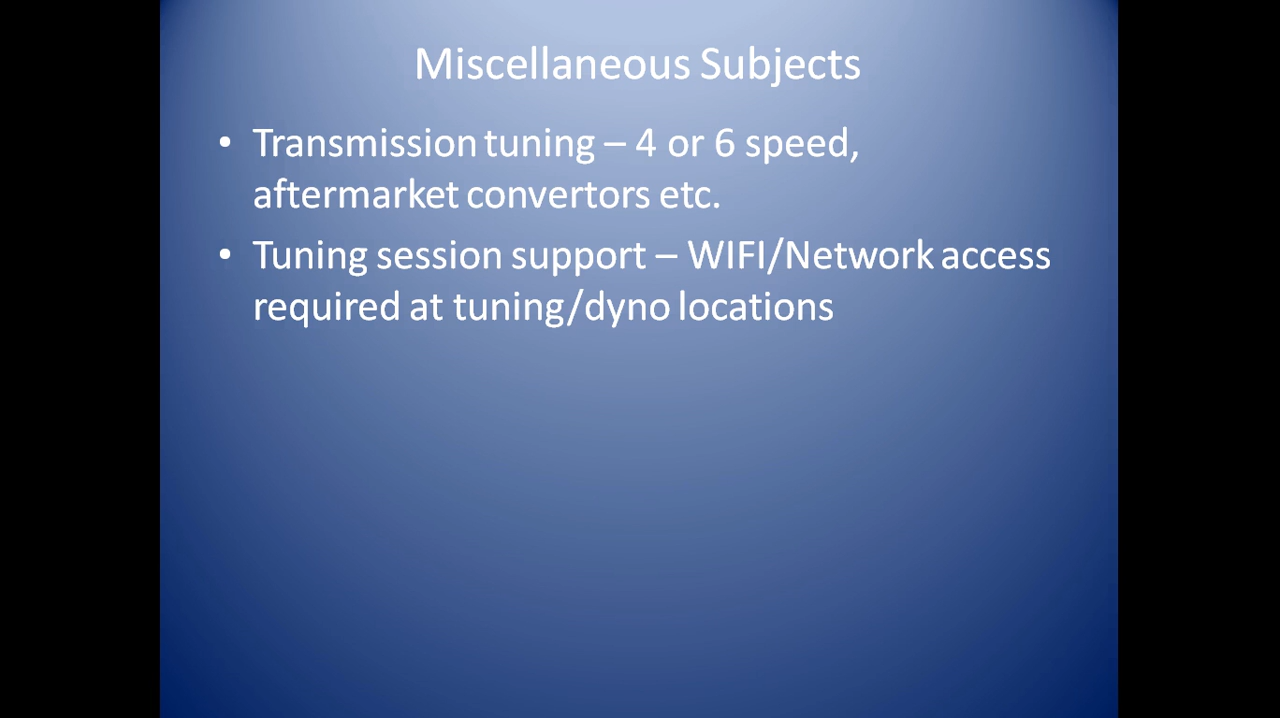 Miscellaneous Subjects
• Transmission tuning – 4 or 6 speed,
aftermarket convertors etc.
• Tuning session support – WIFI/Network access
required at tuning/dyno locations